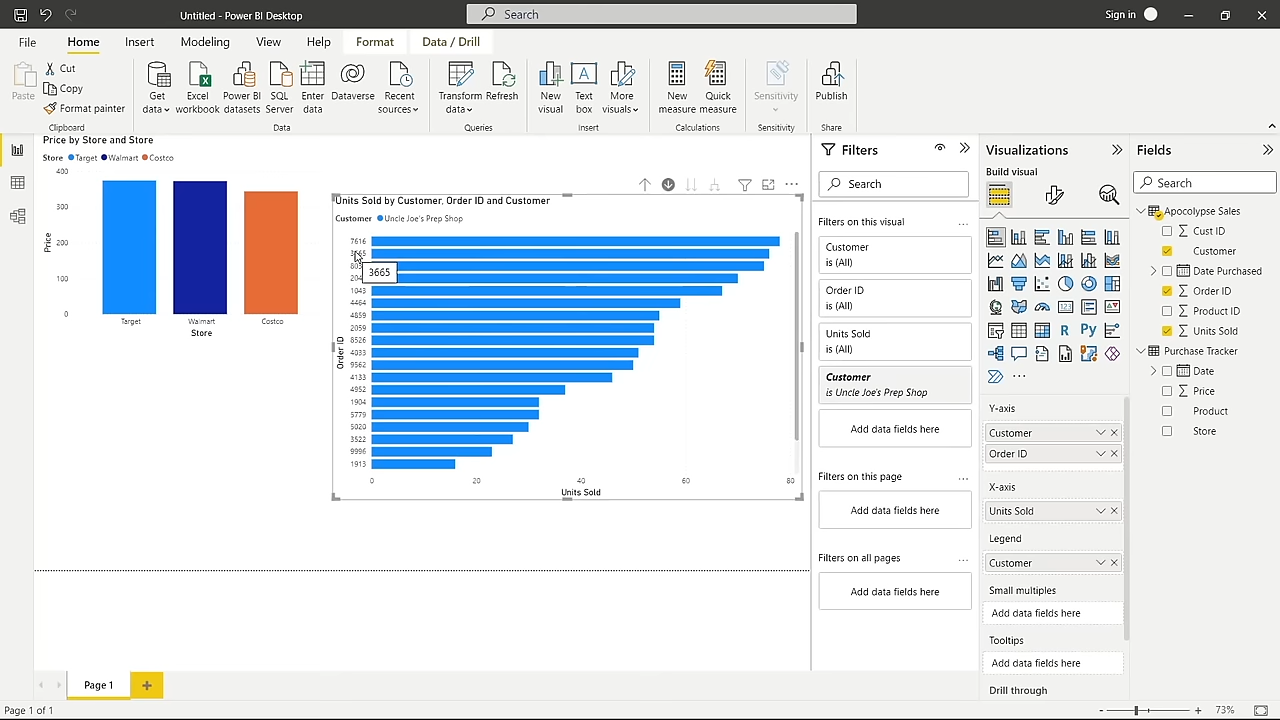 Untitled - Power BI Desktop
Search
Sign in
File
Home
Insert
Modeling
View
Help
Format
Data / Drill
Paste
Cut
Copy
Format painter
Clipboard
Get data
Excel workbook
Power BI datasets
SQL Server
Enter data
Dataverse
Recent sources
Data
Transform data
Refresh
Queries
New visual
Text box
More visuals
Insert
New measure
Quick measure
Calculations
Sensitivity
Sensitivity
Publish
Share
Price by Store and Store
Store Target Walmart Costco
400
300
200
100
0
Price
Target
Walmart
Costco
Store
Units Sold by Customer, Order ID and Customer
Customer Uncle Joe's Prep Shop
Order ID
7616
3665
1043
4464
4859
2059
8526
4033
9562
4133
4952
1904
5779
5020
3522
9996
1913
0
20
40
60
80
Units Sold
Filters
Search
Filters on this visual
...
Customer
is (All)
Order ID
is (All)
Units Sold
is (All)
Customer
is Uncle Joe's Prep Shop
Add data fields here
Filters on this page
...
Add data fields here
Filters on all pages
...
Add data fields here
Visualizations
Build visual
R
Py
...
Y-axis
Customer
Order ID
X-axis
Units Sold
Legend
Customer
Small multiples
Add data fields here
Tooltips
Add data fields here
Drill through
Fields
Search
Apocolypse Sales
Cust ID
Customer
Date Purchased
Order ID
Product ID
Units Sold
Purchase Tracker
Date
Price
Product
Store
Page 1
Page 1 of 1
73%